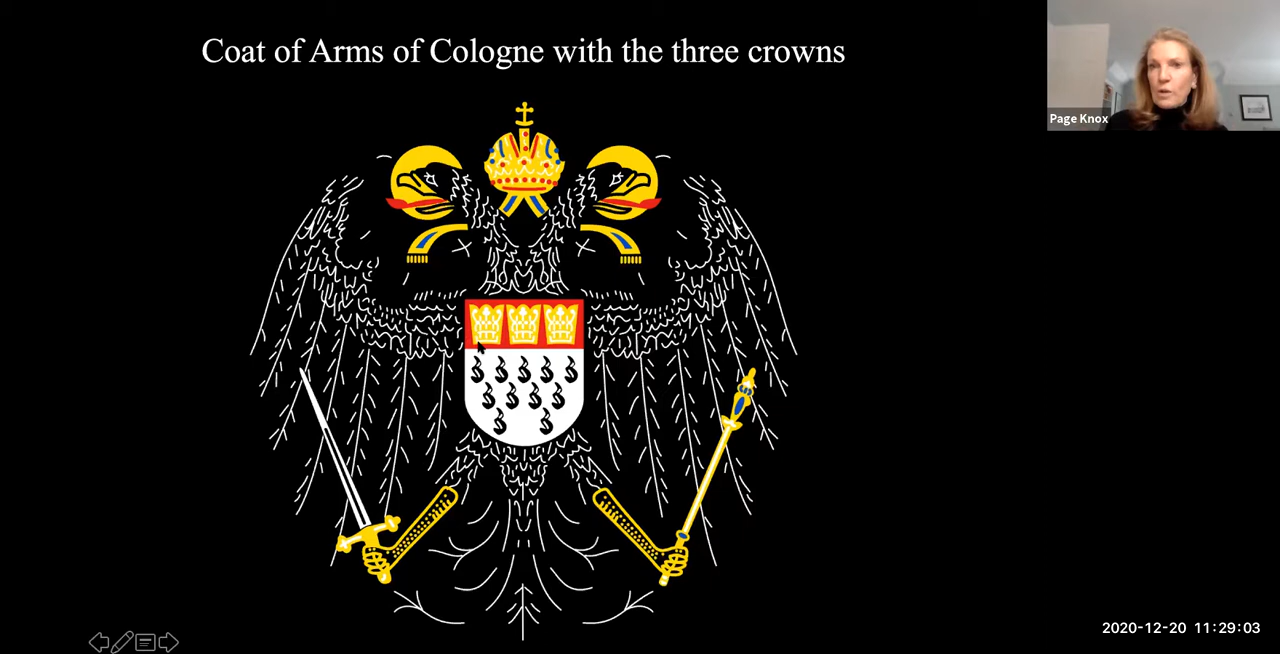 Coat of Arms of Cologne with the three crowns
Page Knox
2020-12-20 11:29:03